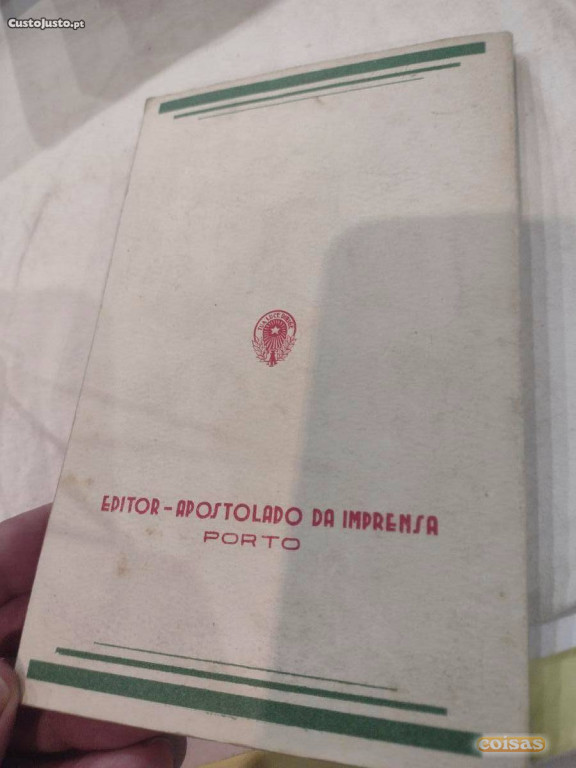 CustoJusto.pt
EDITOR - APOSTOLADO DA IMPRENSA
PORTO
coisas